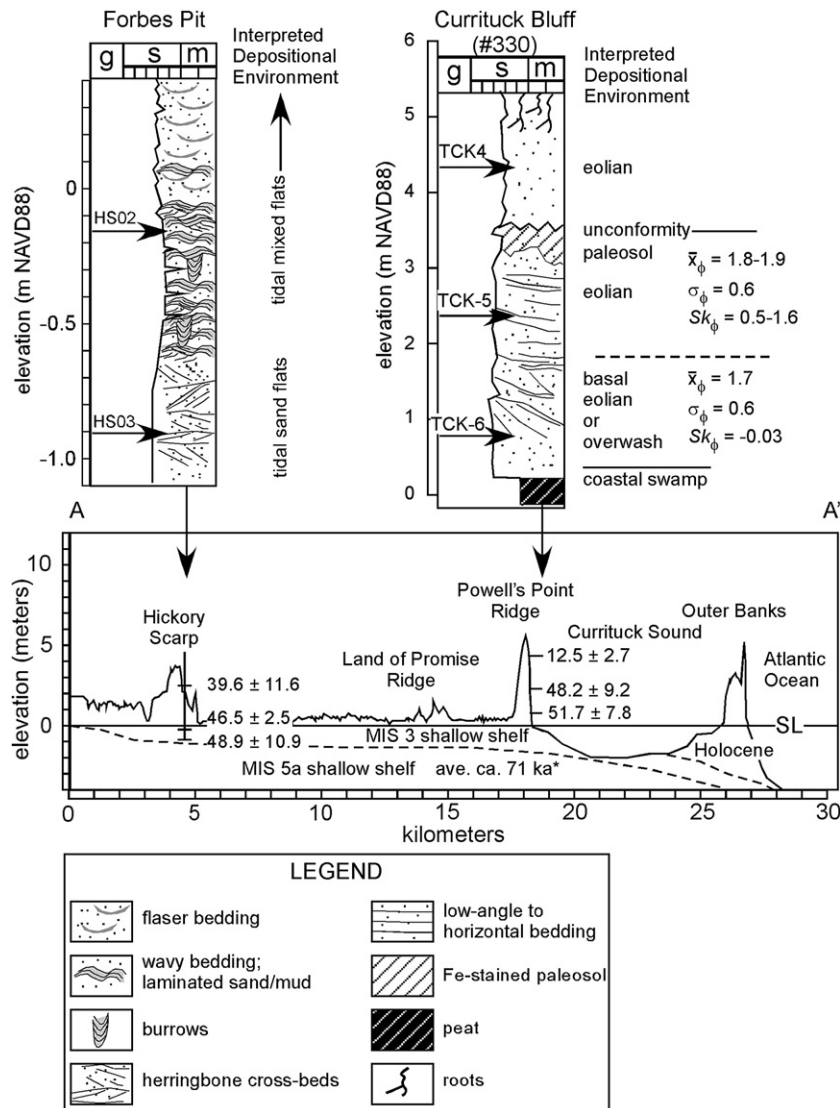 Forbes Pit
g s m
Interpreted
Depositional
Environment
elevation (m NAVD88)
0
-0.5
-1.0
HS02
HS03
tidal mixed flats
tidal sand flats
Currituck Bluff
(#330)
g s m
Interpreted
Depositional
Environment
elevation (m NAVD88)
6
5
4
3
2
1
0
TCK4
TCK-5
TCK-6
eolian
unconformity
paleosol
eolian
x̄ϕ = 1.8-1.9
σϕ = 0.6
Skϕ = 0.5-1.6
basal
eolian
or
overwash
x̄ϕ = 1.7
σϕ = 0.6
Skϕ = -0.03
coastal swamp
A
A'
elevation (meters)
10
5
0
Hickory
Scarp
39.6 ± 11.6
46.5 ± 2.5
48.9 ± 10.9
Land of Promise
Ridge
Powell's Point
Ridge
Currituck Sound
12.5 ± 2.7
48.2 ± 9.2
51.7 ± 7.8
Outer Banks
Atlantic
Ocean
SL
MIS 3 shallow shelf
Holocene
MIS 5a shallow shelf ave. ca. 71 ka*
0 5 10 15 20 25 30
kilometers
LEGEND
flaser bedding
wavy bedding;
laminated sand/mud
burrows
herringbone cross-beds
low-angle to
horizontal bedding
Fe-stained paleosol
peat
roots